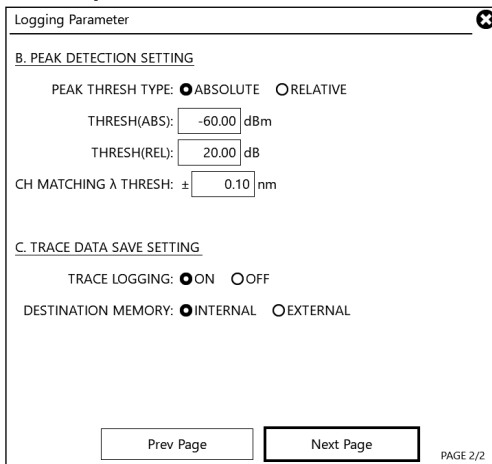 Logging Parameter
B. PEAK DETECTION SETTING
PEAK THRESH TYPE: ABSOLUTE RELATIVE
THRESH(ABS): -60.00 dBm
THRESH(REL): 20.00 dB
CH MATCHING λ THRESH: ± 0.10 nm
C. TRACE DATA SAVE SETTING
TRACE LOGGING: ON OFF
DESTINATION MEMORY: INTERNAL EXTERNAL
Prev Page Next Page PAGE 2/2